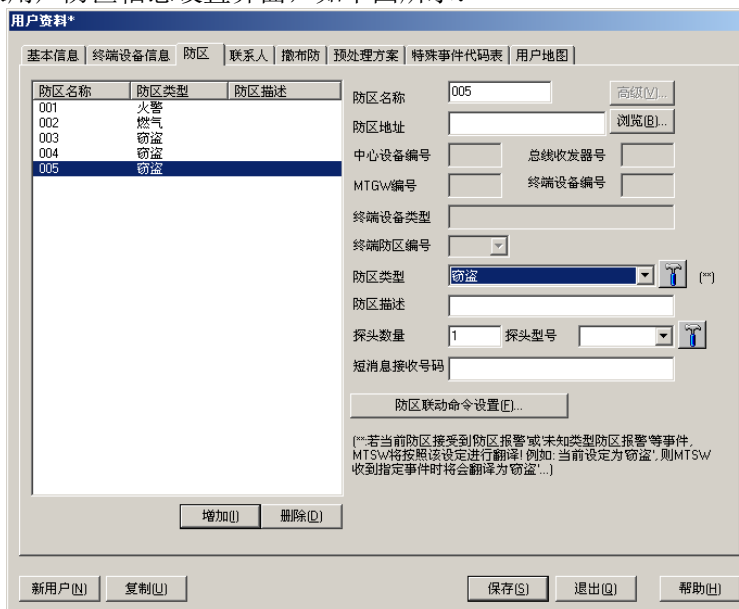 用户资料*
基本信息 终端设备信息 防区 联系人 撤布防 预处理方案 特殊事件代码表 用户地图
防区名称 防区类型 防区描述
001 火警
002 燃气
003 窃盗
004 窃盗
005 窃盗
防区名称 005 高级(V)...
防区地址 浏览(B)...
中心设备编号 总线收发器号
MTGW编号 终端设备编号
终端设备类型
终端防区编号
防区类型 窃盗 (**)
防区描述
探头数量 1 探头型号
短消息接收号码
防区联动命令设置(F)...
(**:若当前防区接受到'防区报警'或'未知类型防区报警'等事件,
MTSW将按照该设定进行翻译! 例如: 当前设定为'窃盗', 则MTSW
收到指定事件时将会翻译为'窃盗'...)
增加(I) 删除(D)
新用户(N) 复制(U) 保存(S) 退出(Q) 帮助(H)